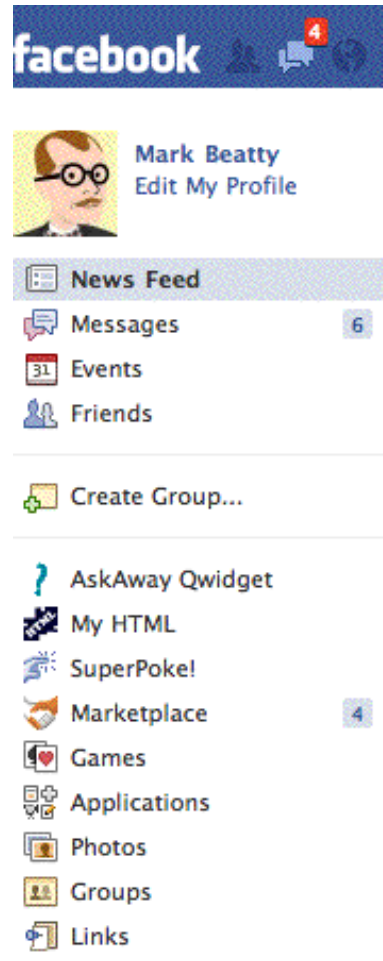 facebook 4
Mark Beatty
Edit My Profile
News Feed
Messages 6
31 Events
Friends
Create Group...
AskAway Qwidget
HTML My HTML
SuperPoke!
Marketplace 4
Games
Applications
Photos
Groups
Links